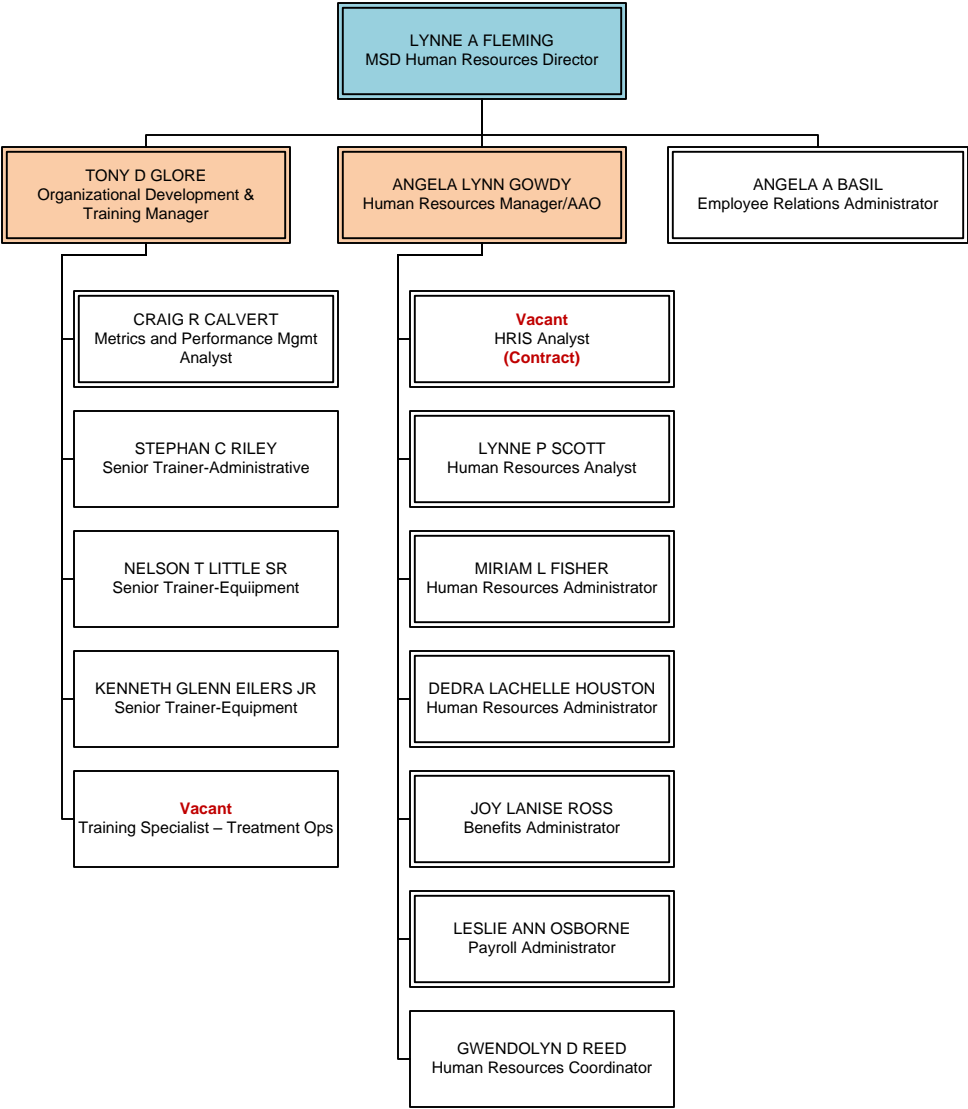 LYNNE A FLEMING
MSD Human Resources Director
TONY D GLORE
Organizational Development &
Training Manager
ANGELA LYNN GOWDY
Human Resources Manager/AAO
ANGELA A BASIL
Employee Relations Administrator
CRAIG R CALVERT
Metrics and Performance Mgmt
Analyst
STEPHAN C RILEY
Senior Trainer-Administrative
NELSON T LITTLE SR
Senior Trainer-Equiipment
KENNETH GLENN EILERS JR
Senior Trainer-Equipment
Vacant
Training Specialist – Treatment Ops
Vacant
HRIS Analyst
(Contract)
LYNNE P SCOTT
Human Resources Analyst
MIRIAM L FISHER
Human Resources Administrator
DEDRA LACHELLE HOUSTON
Human Resources Administrator
JOY LANISE ROSS
Benefits Administrator
LESLIE ANN OSBORNE
Payroll Administrator
GWENDOLYN D REED
Human Resources Coordinator